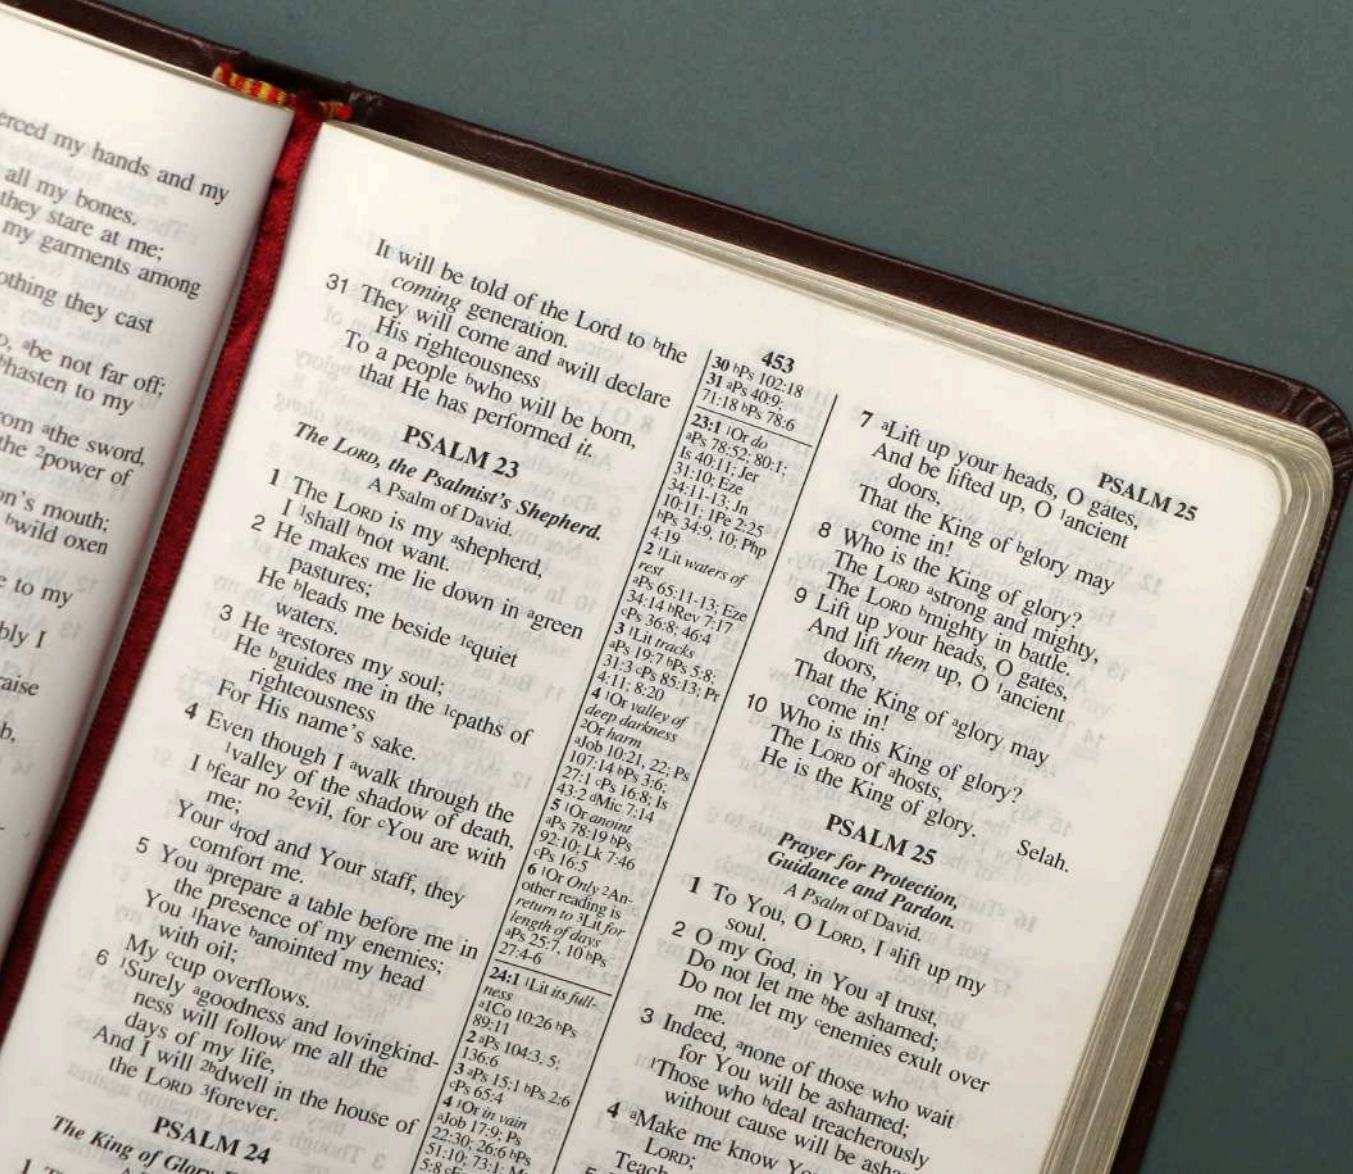 erced my hands and my
all my bones.
they stare at me;
my garments among
othing they cast
ᵃbe not far off;
ᵇhasten to my
om ᵃthe sword,
the ²power of
on's mouth;
ᵇwild oxen
to my
bly I
aise
b,
It will be told of the Lord to ᵇthe
coming generation.
31 They will come and ᵃwill declare
His righteousness
To a people ᵇwho will be born,
that He has performed it.
PSALM 23
The LORD, the Psalmist's Shepherd.
A Psalm of David.
1 The LORD is my ᵃshepherd,
I ¹shall ᵇnot want.
2 He makes me lie down in ᵃgreen
pastures;
He ᵇleads me beside ¹ᶜquiet
waters.
3 He ᵃrestores my soul;
He ᵇguides me in the ¹ᶜpaths of
righteousness
For His name's sake.
4 Even though I ᵃwalk through the
¹valley of the shadow of death,
I ᵇfear no ²evil, for ᶜYou are with
me;
Your ᵈrod and Your staff, they
comfort me.
5 You ᵃprepare a table before me in
the presence of my enemies;
You ¹have ᵇanointed my head
with oil;
My ᶜcup overflows.
6 ¹Surely ᵃgoodness and lovingkind-
ness will follow me all the
days of my life,
And I will ²ᵇdwell in the house of
the LORD ³forever.
PSALM 24
The King of Glory
1
453
30 ᵇPs 102:18
31 ᵃPs 40:9;
71:18 ᵇPs 78:6
23:1 ¹Or do
ᵃPs 78:52; 80:1;
Is 40:11; Jer
31:10; Eze
34:11-13; Jn
10:11; 1Pe 2:25
ᵇPs 34:9, 10; Php
4:19
2 ¹Lit waters of
rest
ᵃPs 65:11-13; Eze
34:14 ᵇRev 7:17
ᶜPs 36:8; 46:4
3 ¹Lit tracks
ᵃPs 19:7 ᵇPs 5:8;
31:3 ᶜPs 85:13; Pr
4:11; 8:20
4 ¹Or valley of
deep darkness
²Or harm
ᵃJob 10:21, 22; Ps
107:14 ᵇPs 3:6;
27:1 ᶜPs 16:8; Is
43:2 ᵈMic 7:14
5 ¹Or anoint
ᵃPs 78:19 ᵇPs
92:10; Lk 7:46
ᶜPs 16:5
6 ¹Or Only ²An-
other reading is
return to ³Lit for
length of days
ᵃPs 25:7, 10 ᵇPs
27:4-6
24:1 ¹Lit its full-
ness
ᵃ1Co 10:26 ᵇPs
89:11
2 ᵃPs 104:3, 5;
136:6
3 ᵃPs 15:1 ᵇPs 2:6
ᶜPs 65:4
4 ¹Or in vain
ᵃJob 17:9; Ps
22:30; 26:6 ᵇPs
51:10; 73:1;
5:8
PSALM 25
7 ᵃLift up your heads, O gates,
And be lifted up, O ¹ancient
doors,
That the King of ᵇglory may
come in!
8 Who is the King of glory?
The LORD ᵃstrong and mighty,
The LORD ᵇmighty in battle.
9 Lift up your heads, O gates,
And lift them up, O ¹ancient
doors,
That the King of ᵃglory may
come in!
10 Who is this King of glory?
The LORD of ᵃhosts,
He is the King of glory.
Selah.
PSALM 25
Prayer for Protection,
Guidance and Pardon.
A Psalm of David.
1 To You, O LORD, I ᵃlift up my
soul.
2 O my God, in You ᵃI trust,
Do not let me ᵇbe ashamed;
Do not let my ᶜenemies exult over
me.
3 Indeed, ᵃnone of those who wait
for You will be ashamed;
¹Those who ᵇdeal treacherously
without cause will be
4 ᵃMake me know
LORD;
Teach